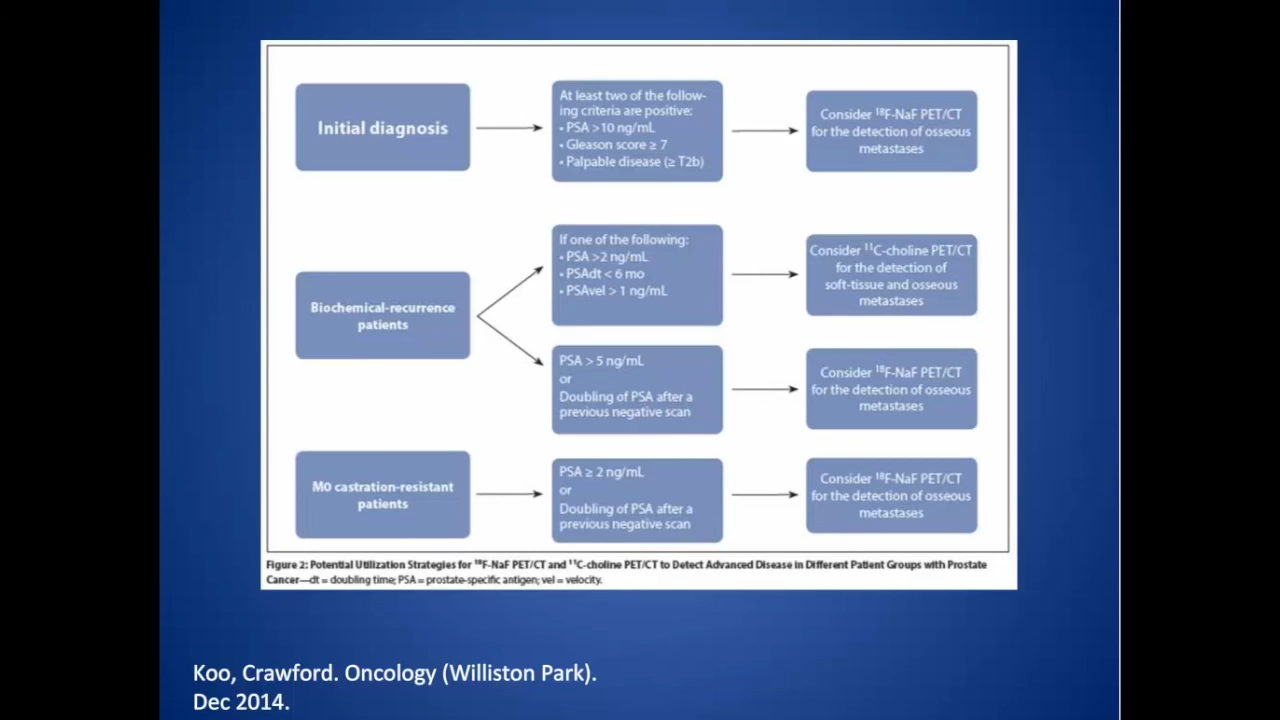 Initial diagnosis
At least two of the follow-
ing criteria are positive:
• PSA >10 ng/mL
• Gleason score ≥ 7
• Palpable disease (≥ T2b)
Consider ¹⁸F-NaF PET/CT
for the detection of osseous
metastases
Biochemical-recurrence
patients
If one of the following:
• PSA >2 ng/mL
• PSAdt < 6 mo
• PSAvel > 1 ng/mL
Consider ¹¹C-choline PET/CT
for the detection of
soft-tissue and osseous
metastases
PSA > 5 ng/mL
or
Doubling of PSA after a
previous negative scan
Consider ¹⁸F-NaF PET/CT
for the detection of osseous
metastases
M0 castration-resistant
patients
PSA ≥ 2 ng/mL
or
Doubling of PSA after a
previous negative scan
Consider ¹⁸F-NaF PET/CT
for the detection of osseous
metastases
Figure 2: Potential Utilization Strategies for ¹⁸F-NaF PET/CT and ¹¹C-choline PET/CT to Detect Advanced Disease in Different Patient Groups with Prostate
Cancer—dt = doubling time; PSA = prostate-specific antigen; vel = velocity.
Koo, Crawford. Oncology (Williston Park).
Dec 2014.